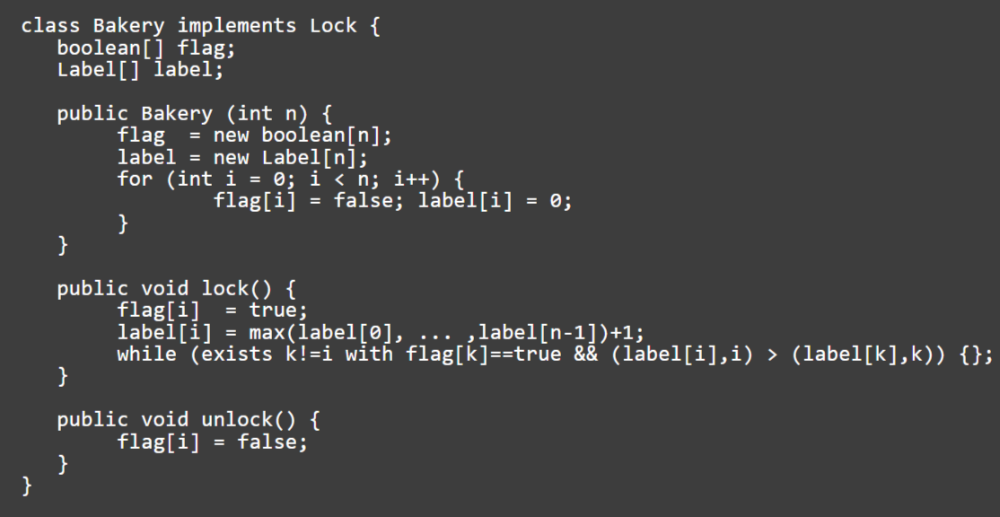 class Bakery implements Lock {
boolean[] flag;
Label[] label;
public Bakery (int n) {
flag = new boolean[n];
label = new Label[n];
for (int i = 0; i < n; i++) {
flag[i] = false; label[i] = 0;
}
}
public void lock() {
flag[i] = true;
label[i] = max(label[0], ... ,label[n-1])+1;
while (exists k!=i with flag[k]==true && (label[i],i) > (label[k],k)) {};
}
public void unlock() {
flag[i] = false;
}
}